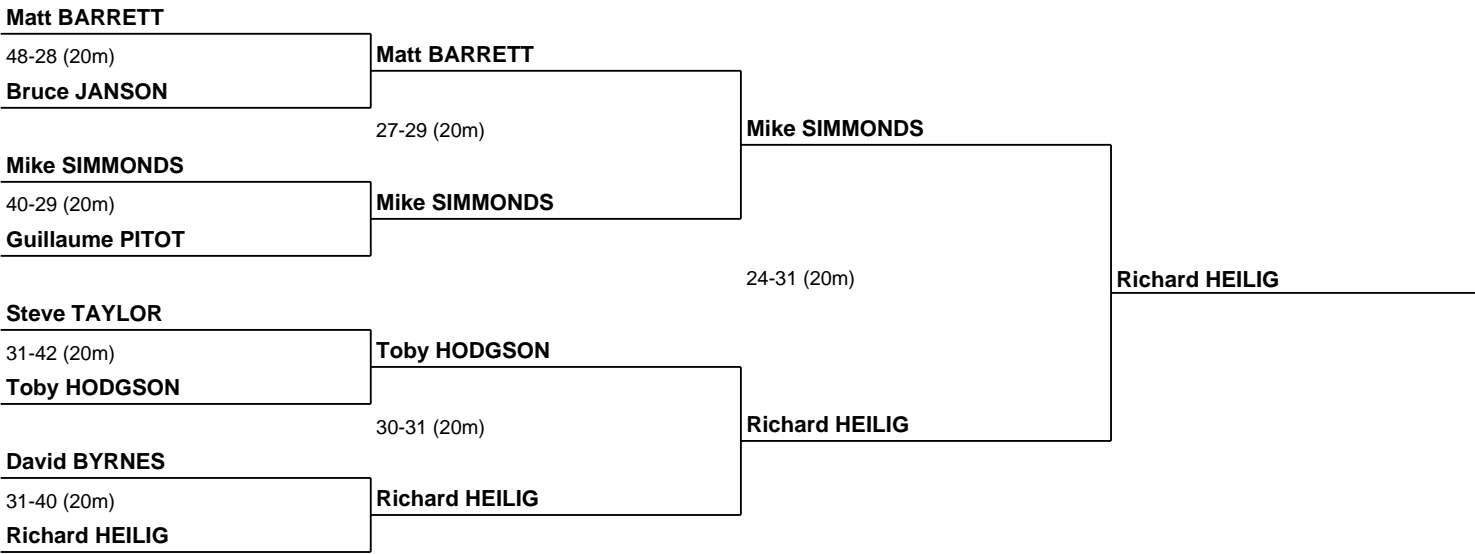 Matt BARRETT
48-28 (20m)
Matt BARRETT
Bruce JANSON
27-29 (20m)
Mike SIMMONDS
Mike SIMMONDS
40-29 (20m)
Mike SIMMONDS
Guillaume PITOT
24-31 (20m)
Richard HEILIG
Steve TAYLOR
31-42 (20m)
Toby HODGSON
Toby HODGSON
30-31 (20m)
Richard HEILIG
David BYRNES
31-40 (20m)
Richard HEILIG
Richard HEILIG